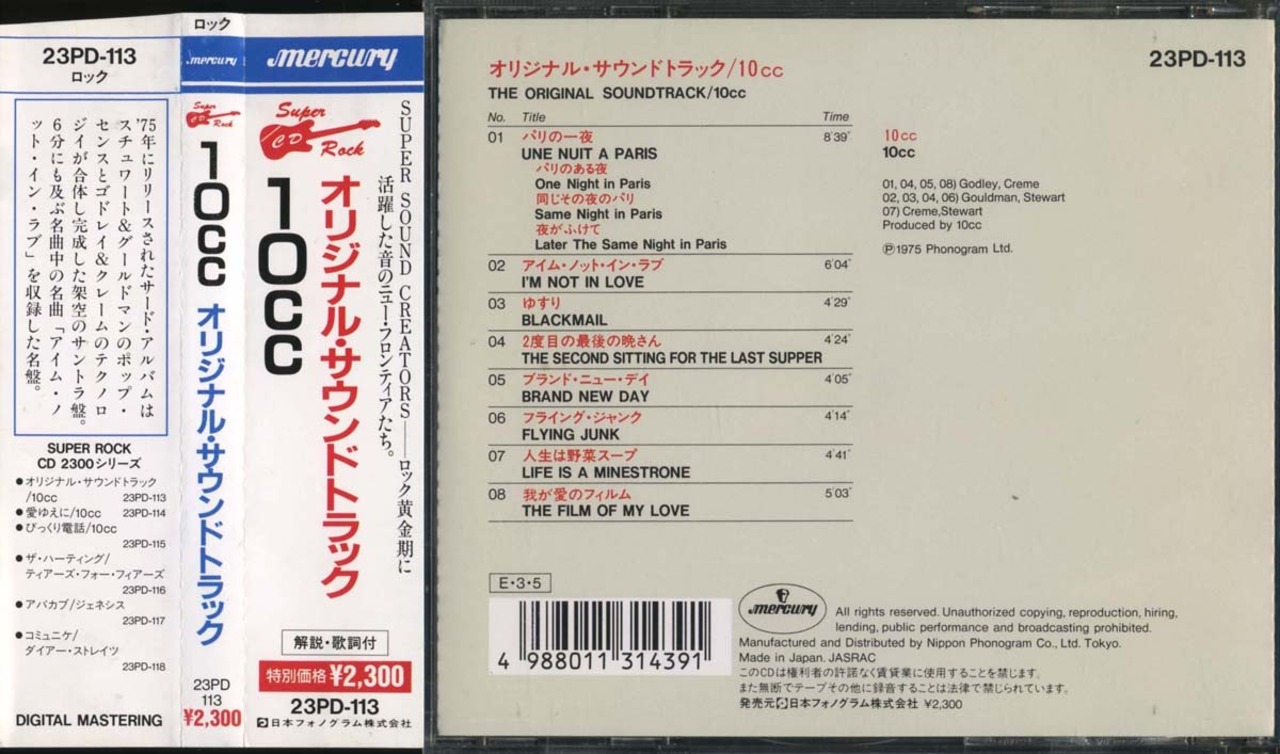 23PD-113
ロック
'75年にリリースされたサード・アルバムは
スチュワート&グールドマンのポップ・
センスとゴドレイ&クレームのテクノロ
ジイが合体し完成した架空のサントラ盤。
6分にも及ぶ名曲中の名曲「アイム・ノ
ット・イン・ラブ」を収録した名盤。
SUPER ROCK
CD 2300シリーズ
●オリジナル・サウンドトラック
/10cc 23PD-113
●愛ゆえに/10cc 23PD-114
●びっくり電話/10cc
23PD-115
●ザ・ハーティング/
ティアーズ・フォー・フィアーズ
23PD-116
●アバカブ/ジェネシス
23PD-117
●コミュニケ/
ダイアー・ストレイツ
23PD-118
DIGITAL MASTERING
ロック
mercury
Super
Rock
10cc
オリジナル・サウンドトラック
23PD
113
¥2,300
mercury
Super
CD
Rock
SUPER SOUND CREATORS——ロック黄金期に
活躍した音のニュー・フロンティアたち。
オリジナル・サウンドトラック
10cc
解説・歌詞付
特別価格¥2,300
23PD-113
日本フォノグラム株式会社
23PD-113
オリジナル・サウンドトラック/10cc
THE ORIGINAL SOUNDTRACK/10cc
No. Title Time
01 パリの一夜 8'39"
UNE NUIT A PARIS
パリのある夜
One Night in Paris
同じその夜のパリ
Same Night in Paris
夜がふけて
Later The Same Night in Paris
02 アイム・ノット・イン・ラブ 6'04"
I'M NOT IN LOVE
03 ゆすり 4'29"
BLACKMAIL
04 2度目の最後の晩さん 4'24"
THE SECOND SITTING FOR THE LAST SUPPER
05 ブランド・ニュー・デイ 4'05"
BRAND NEW DAY
06 フライング・ジャンク 4'14"
FLYING JUNK
07 人生は野菜スープ 4'41"
LIFE IS A MINESTRONE
08 我が愛のフィルム 5'03"
THE FILM OF MY LOVE
10cc
10cc
01, 04, 05, 08) Godley, Creme
02, 03, 04, 06) Gouldman, Stewart
07) Creme,Stewart
Produced by 10cc
℗1975 Phonogram Ltd.
E・3・5
4 988011 314391
mercury
All rights reserved. Unauthorized copying, reproduction, hiring,
lending, public performance and broadcasting prohibited.
Manufactured and Distributed by Nippon Phonogram Co., Ltd. Tokyo.
Made in Japan. JASRAC
このCDは権利者の許諾なく賃貸業に使用することを禁じます。
また無断でテープその他に録音することは法律で禁じられています。
発売元 日本フォノグラム株式会社 ¥2,300